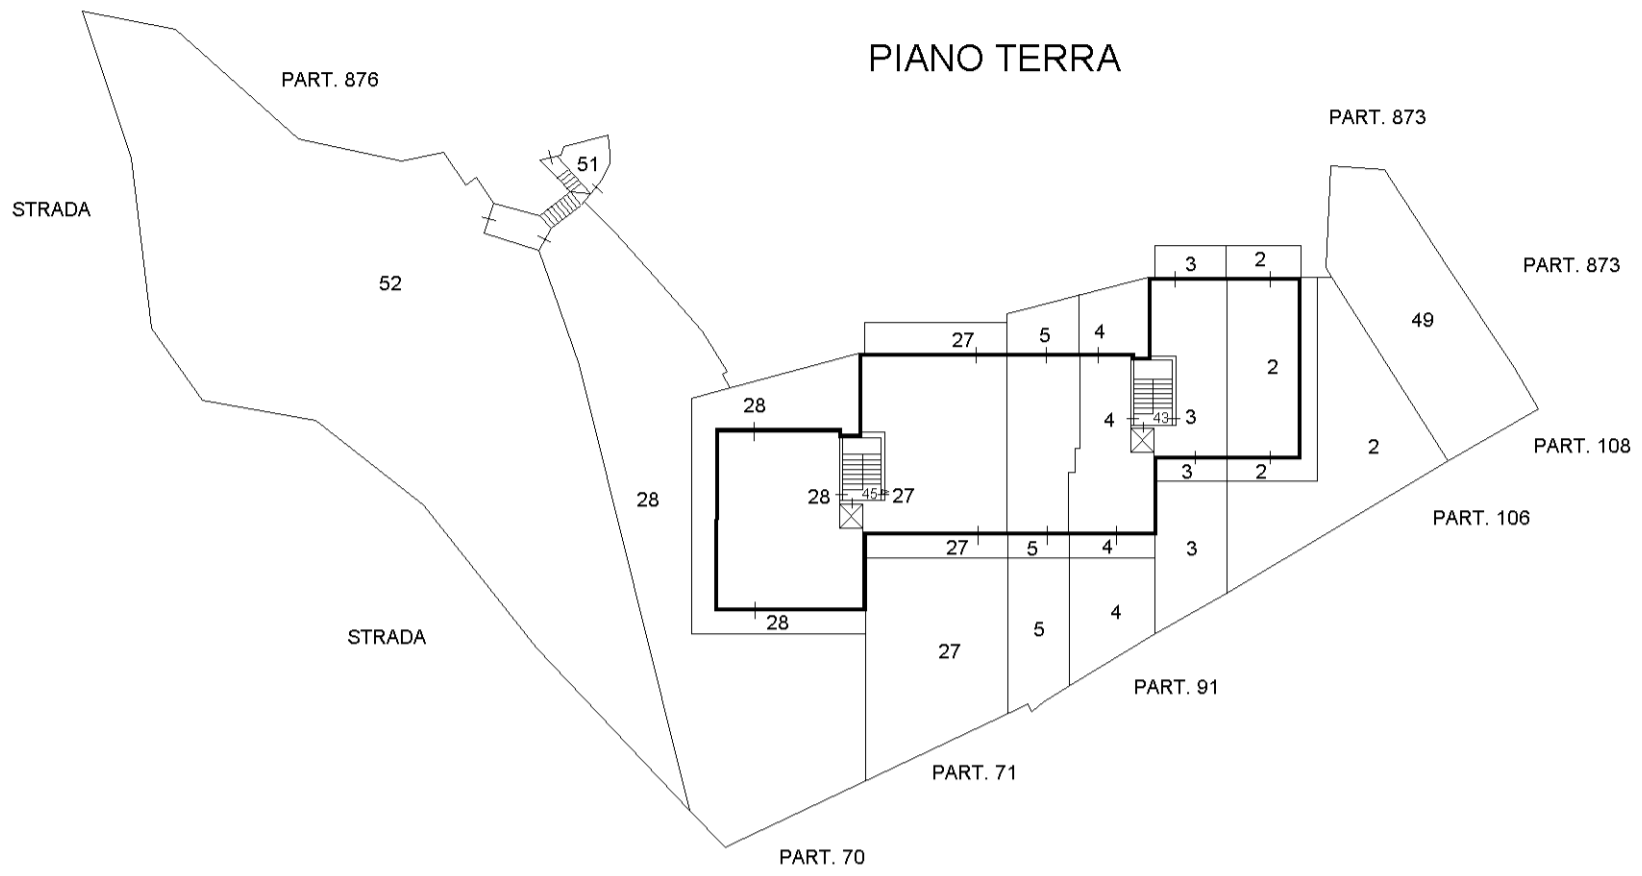 PIANO TERRA
PART. 876
PART. 873
51
STRADA
3 2
PART. 873
52
49
27 5 4
2
28
4 43 3
2
PART. 108
3 2
28
28 45 27
PART. 106
27 5 4
3
28
4
5
STRADA
27
PART. 91
PART. 71
PART. 70